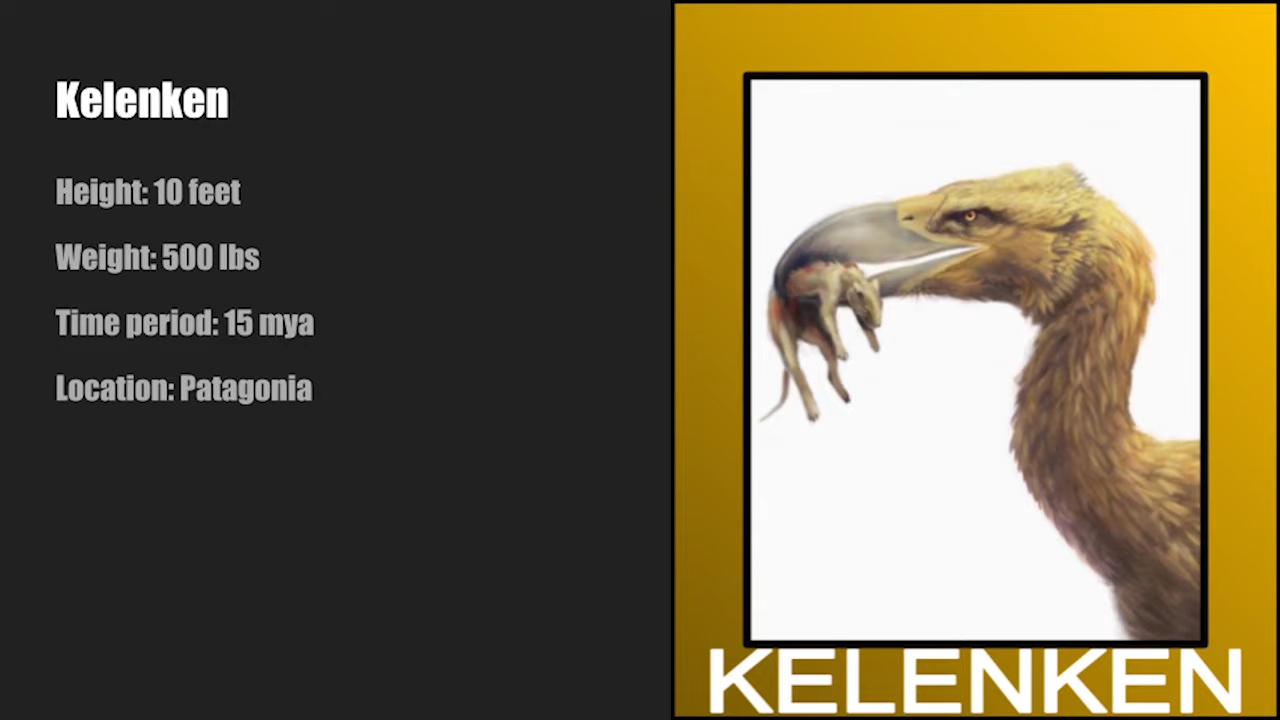 Kelenken
Height: 10 feet
Weight: 500 lbs
Time period: 15 mya
Location: Patagonia
KELENKEN